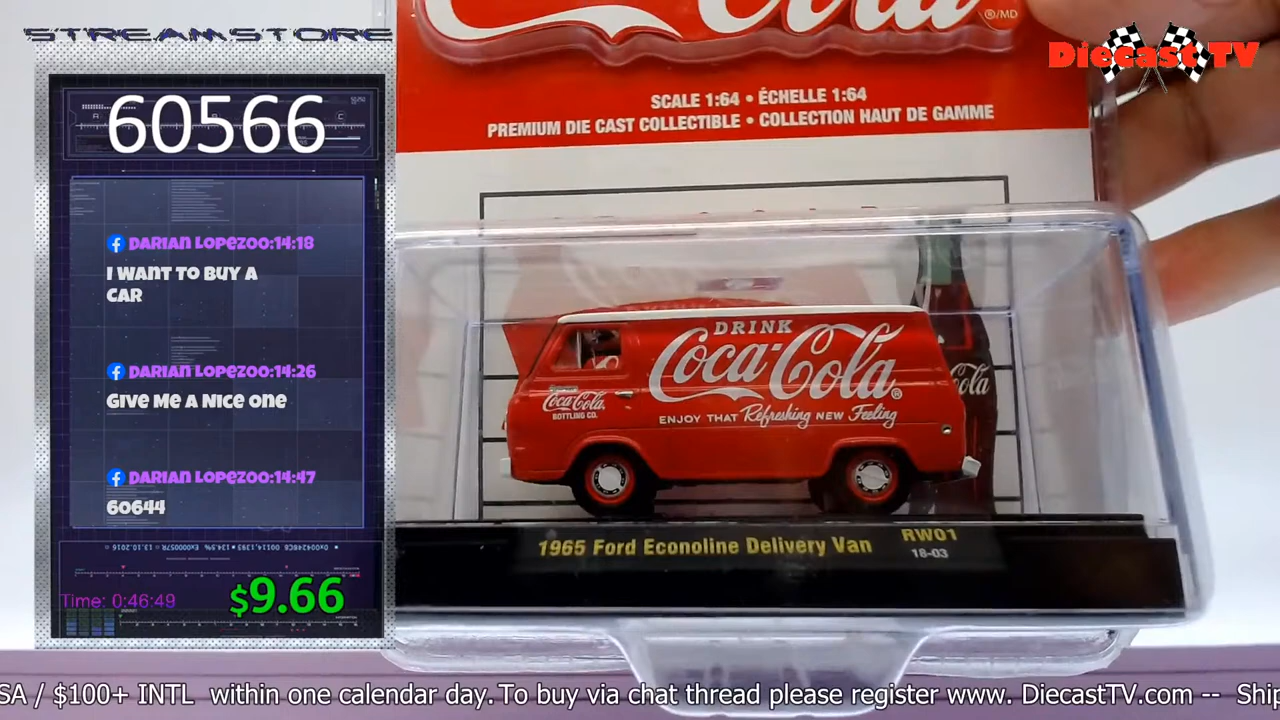 STREAMSTORE
60566
DARIAN LOPEZ00:14:18
I WANT TO BUY A
CAR
DARIAN LOPEZ00:14:26
GIVE ME A NICE ONE
DARIAN LOPEZ00:14:47
60644
Time: 0:46:49
$9.66
Cola
®/MD
Diecast TV
SCALE 1:64 • ÉCHELLE 1:64
PREMIUM DIE CAST COLLECTIBLE • COLLECTION HAUT DE GAMME
DRINK
Coca-Cola®
ENJOY THAT Refreshing NEW Feeling
Coca-Cola
BOTTLING CO.
Cola
1965 Ford Econoline Delivery Van
RW01
18-03
SA / $100+ INTL within one calendar day. To buy via chat thread please register www. DiecastTV.com -- Ship